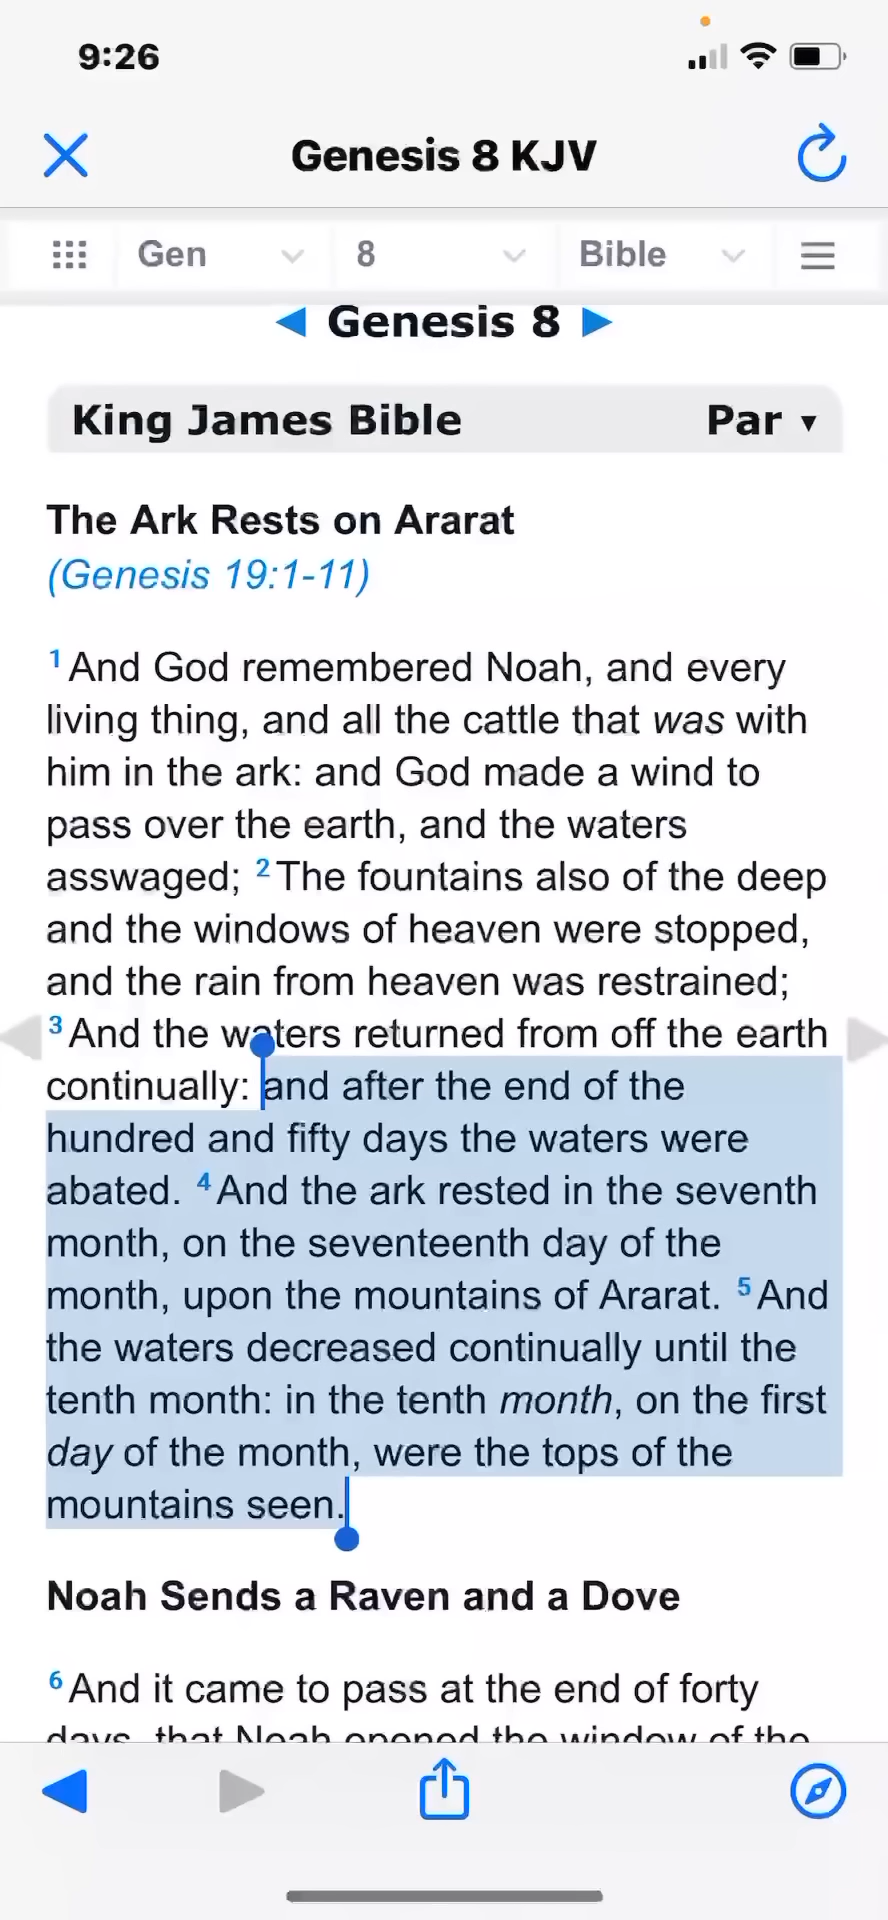 9:26
Genesis 8 KJV
Gen 8 Bible
◀ Genesis 8 ▶
King James Bible Par ▼
The Ark Rests on Ararat
(Genesis 19:1-11)
1 And God remembered Noah, and every
living thing, and all the cattle that was with
him in the ark: and God made a wind to
pass over the earth, and the waters
asswaged; 2 The fountains also of the deep
and the windows of heaven were stopped,
and the rain from heaven was restrained;
3 And the waters returned from off the earth
continually: and after the end of the
hundred and fifty days the waters were
abated. 4 And the ark rested in the seventh
month, on the seventeenth day of the
month, upon the mountains of Ararat. 5 And
the waters decreased continually until the
tenth month: in the tenth month, on the first
day of the month, were the tops of the
mountains seen.
Noah Sends a Raven and a Dove
6 And it came to pass at the end of forty
days, that Noah opened the window of the